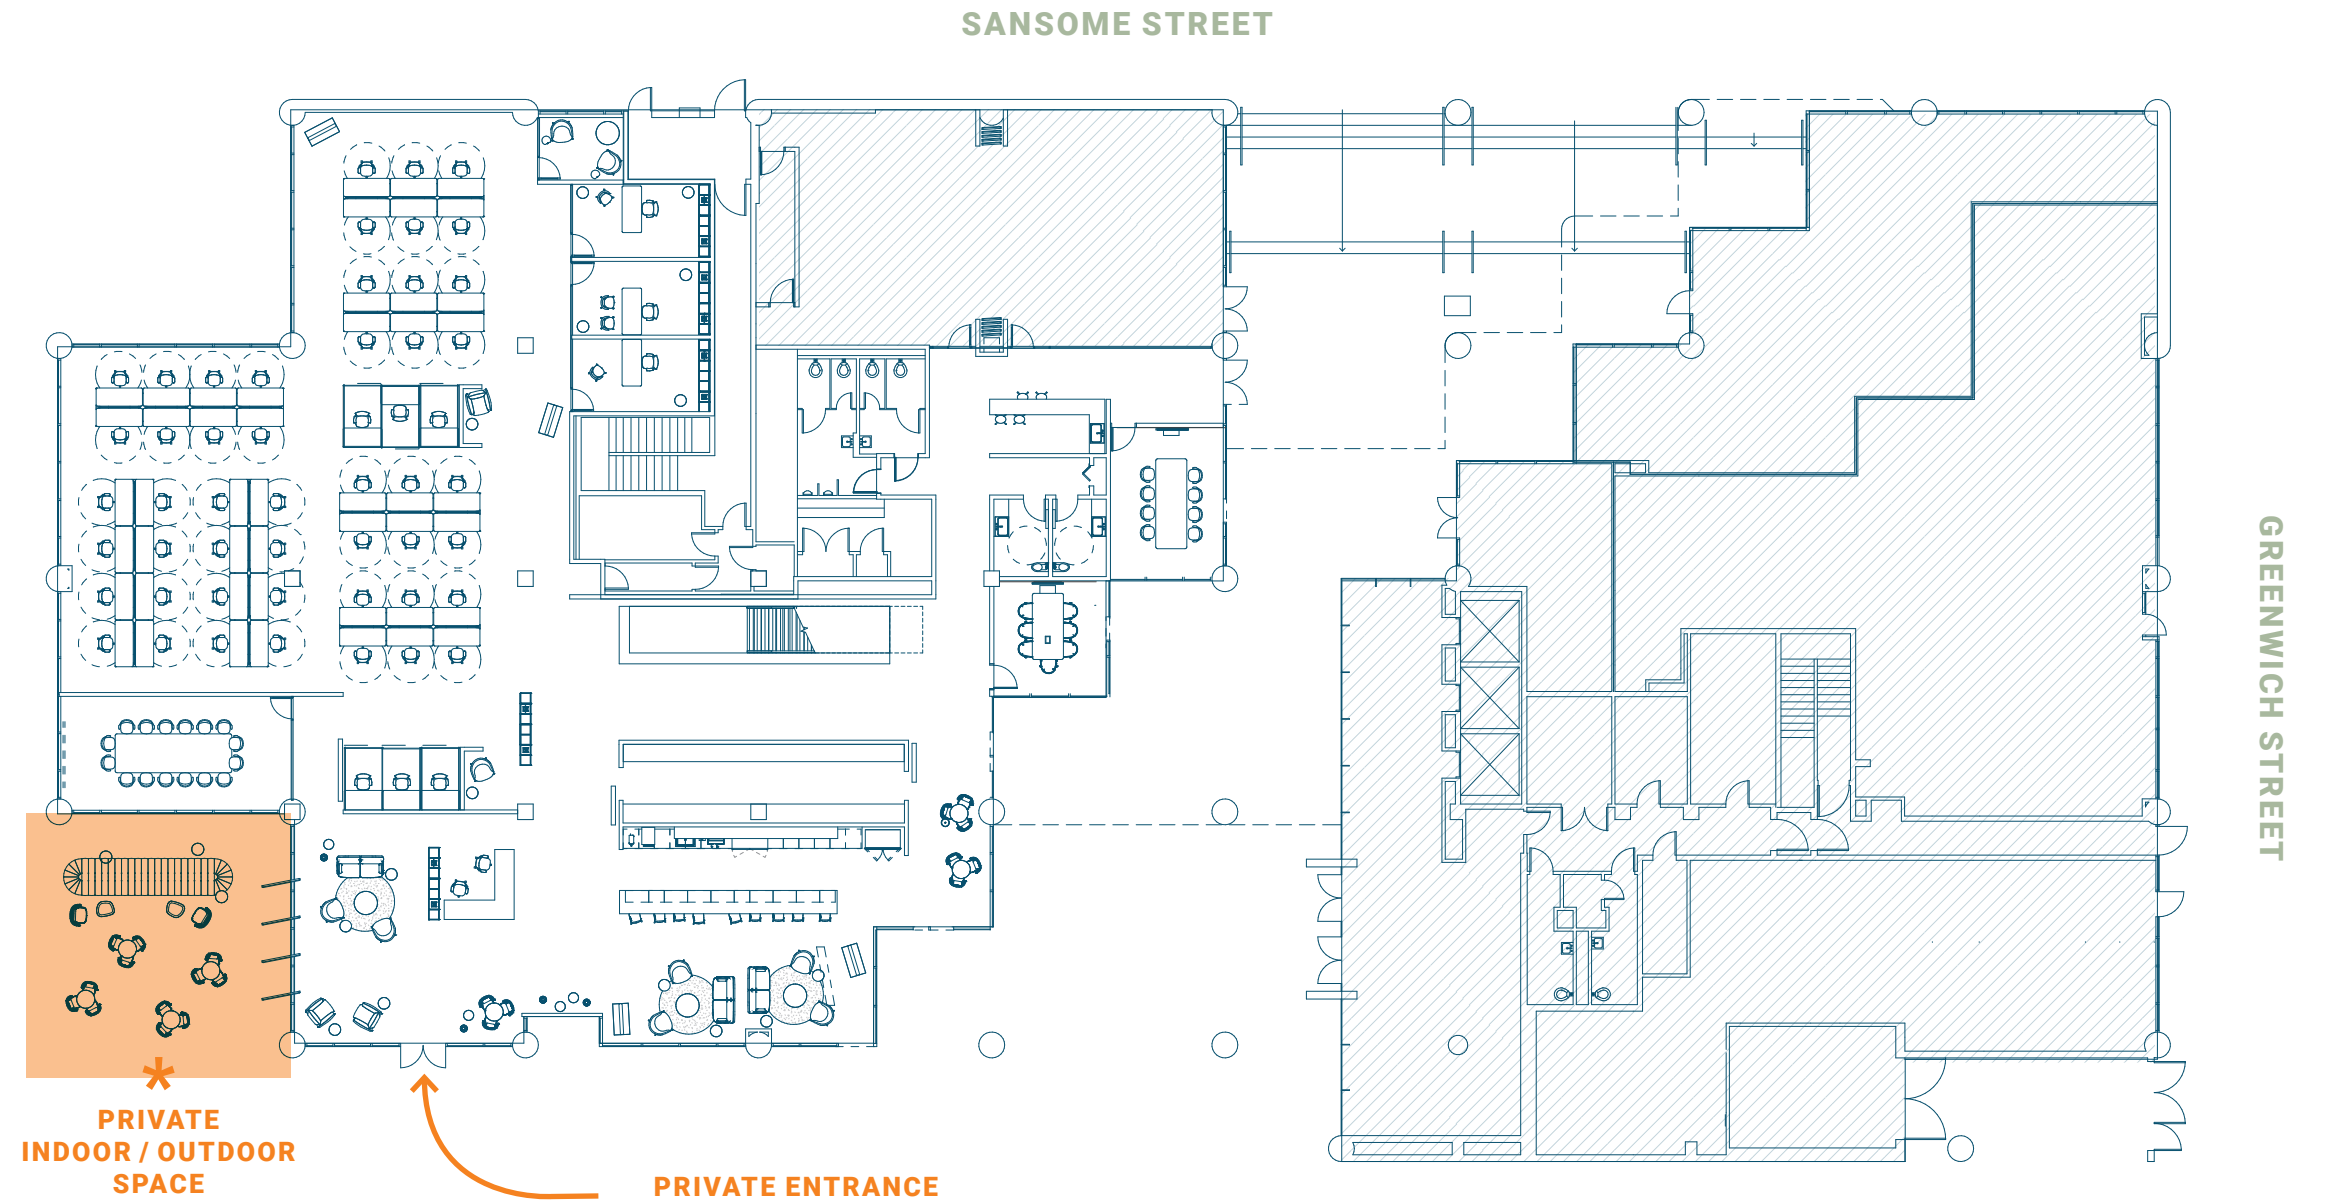 SANSOME STREET
GREENWICH STREET
*
PRIVATE
INDOOR / OUTDOOR
SPACE
PRIVATE ENTRANCE